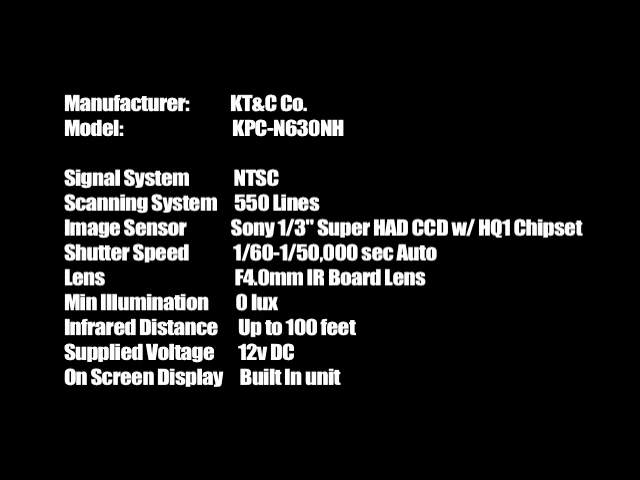 Manufacturer: KT&C Co.
Model: KPC-N630NH
Signal System NTSC
Scanning System 550 Lines
Image Sensor Sony 1/3" Super HAD CCD w/ HQ1 Chipset
Shutter Speed 1/60-1/50,000 sec Auto
Lens F4.0mm IR Board Lens
Min Illumination 0 lux
Infrared Distance Up to 100 feet
Supplied Voltage 12v DC
On Screen Display Built In unit